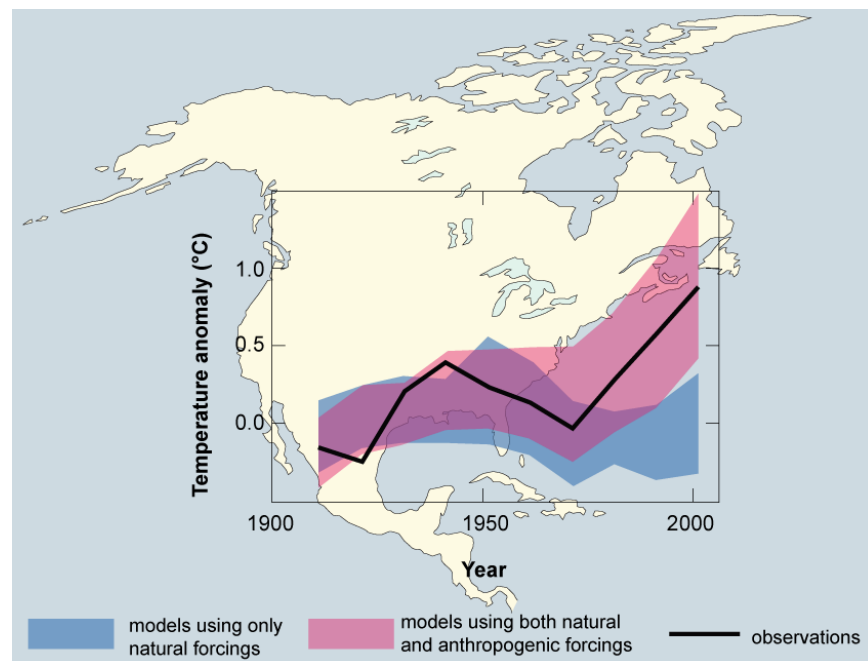 Temperature anomaly (°C)
1.0
0.5
0.0
1900
1950
2000
Year
models using only
natural forcings
models using both natural
and anthropogenic forcings
observations